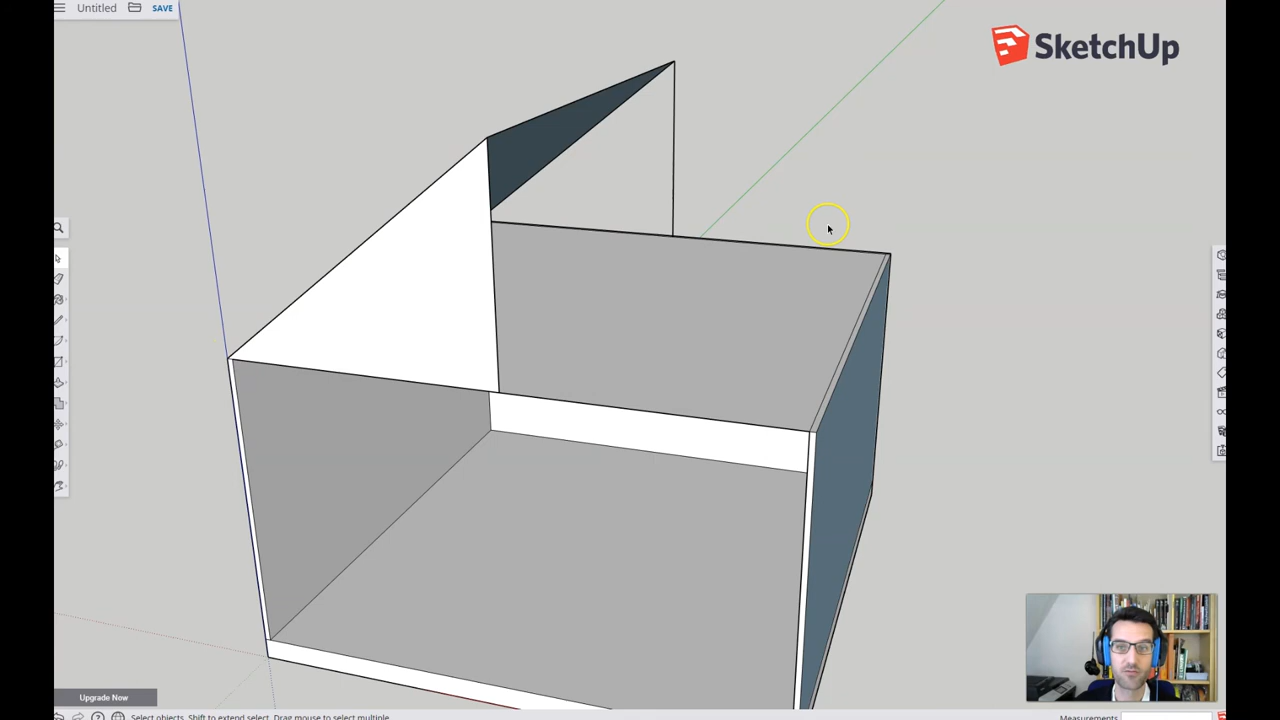 Untitled SAVE
SketchUp
Upgrade Now
Select objects. Shift to extend select. Drag mouse to select multiple.
Measurements